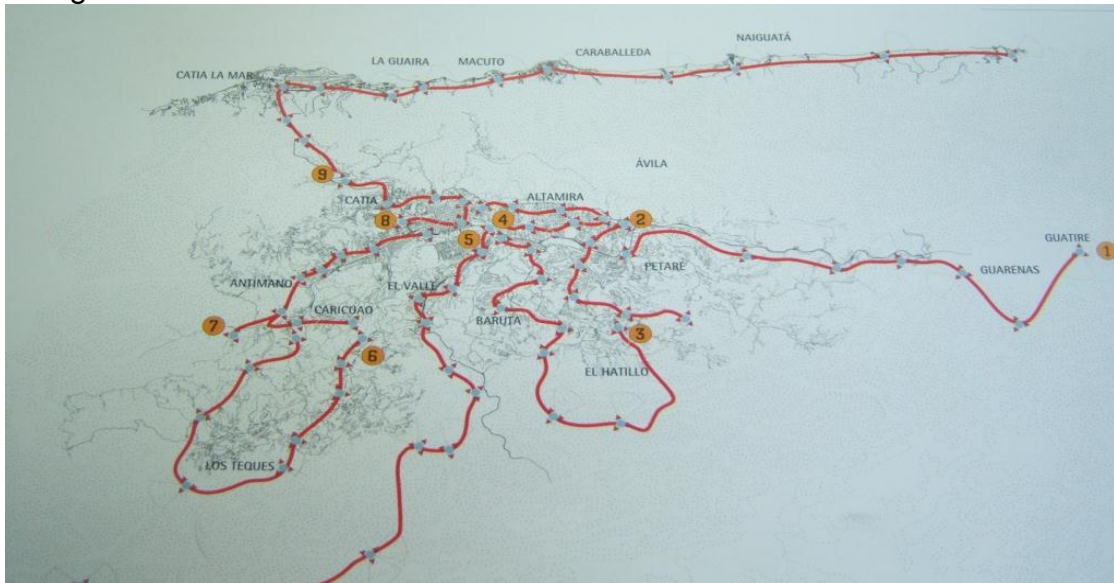 NAIGUATÁ
CARABALLEDA
LA GUAIRA MACUTO
CATIA LA MAR
ÁVILA
9
CATIA ALTAMIRA
8 4 2
5
GUATIRE
1
PETARE
GUARENAS
ANTIMANO EL VALLE
CARICUAO
BARUTA
7 3
6
EL HATILLO
LOS TEQUES